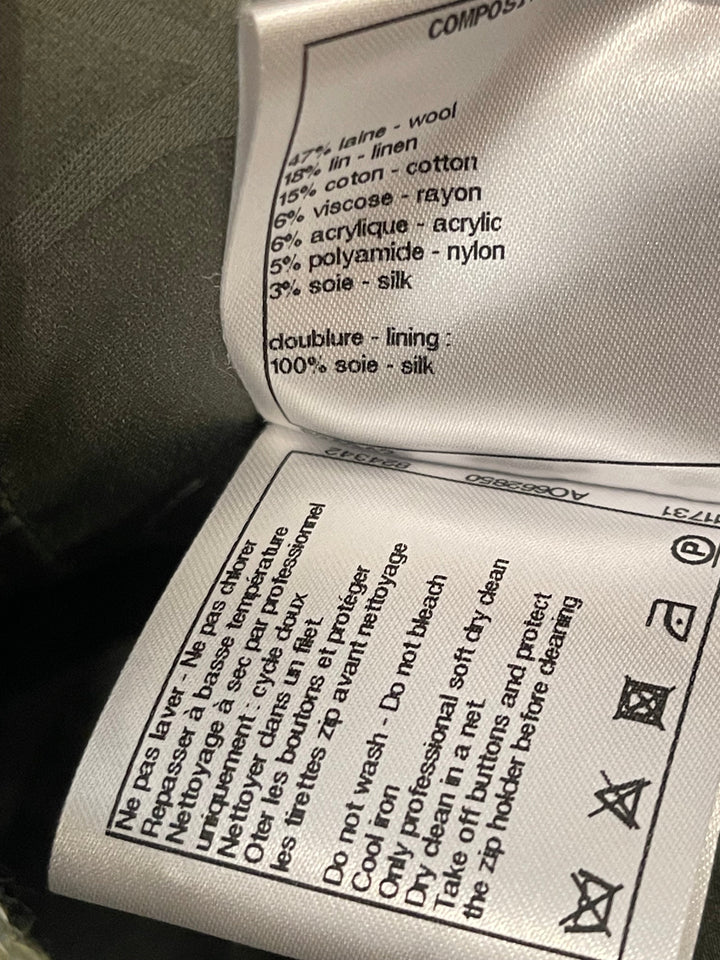 47% laine - wool
18% lin - linen
15% coton - cotton
6% viscose - rayon
6% acrylique - acrylic
5% polyamide - nylon
3% soie - silk
doublure - lining :
100% soie - silk
824342
AO662850
11731
Ne pas laver - Ne pas chlorer
Repasser à basse température
Nettoyage à sec par professionnel
uniquement : cycle doux
Nettoyer dans un filet
Oter les boutons et protéger
les tirettes zip avant nettoyage
Do not wash - Do not bleach
Cool iron
Only professional soft dry clean
Dry clean in a net
Take off buttons and protect
the zip holder before cleaning
P